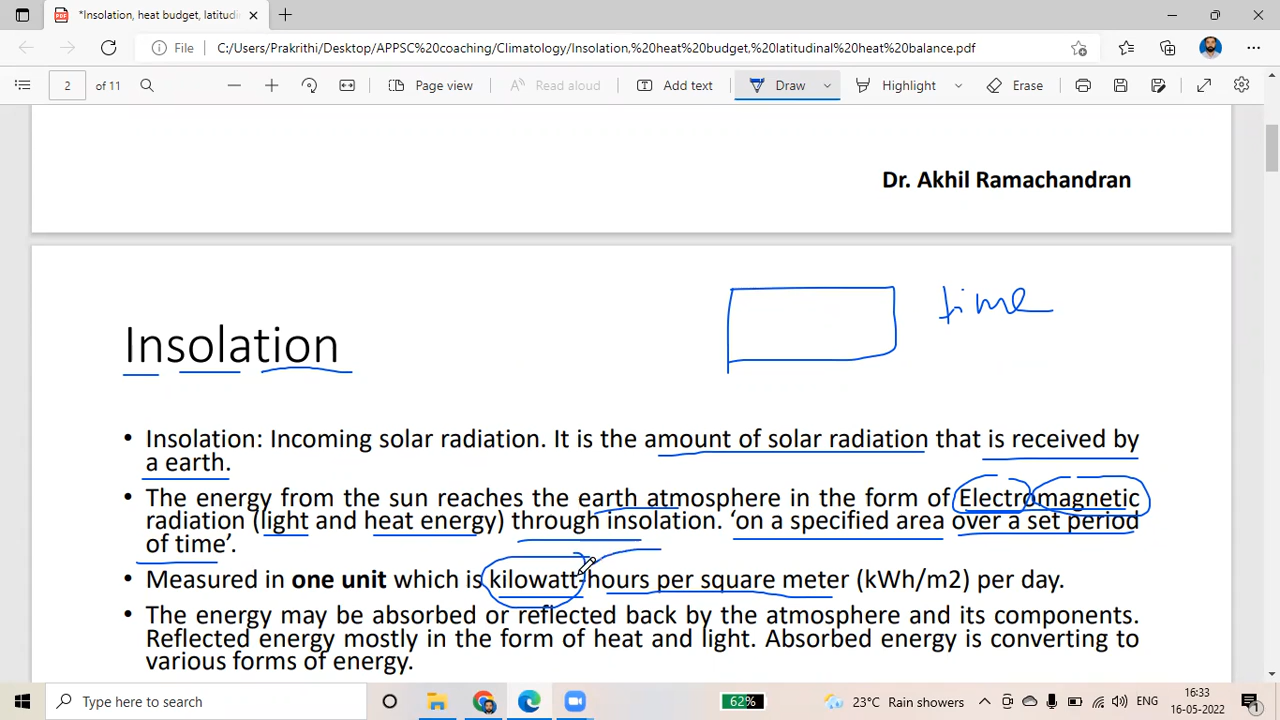 *Insolation, heat budget, latitudi
File C:/Users/Prakrithi/Desktop/APPSC%20cosching/Climatology/Insolation,%20heat%20budget,%20latitudinal%20heat%20balance.pdf
2 of 11 Page view Read aloud Add text Draw Highlight Erase
Dr. Akhil Ramachandran
time
Insolation
• Insolation: Incoming solar radiation. It is the amount of solar radiation that is received by
a earth.
• The energy from the sun reaches the earth atmosphere in the form of Electromagnetic
radiation (light and heat energy) through insolation. ‘on a specified area over a set period
of time’.
• Measured in one unit which is kilowatt-hours per square meter (kWh/m2) per day.
• The energy may be absorbed or reflected back by the atmosphere and its components.
Reflected energy mostly in the form of heat and light. Absorbed energy is converting to
various forms of energy.
Type here to search 62% 23°C Rain showers ENG 16:33
16-05-2022